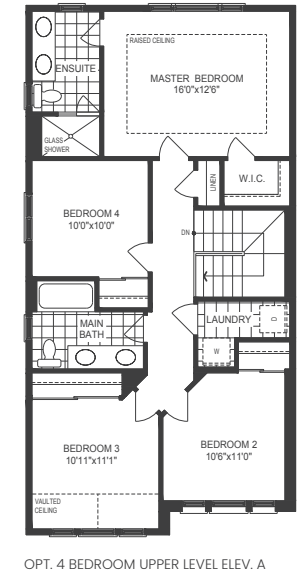 RAISED CEILING
ENSUITE
MASTER BEDROOM
16'0"x12'6"
GLASS
SHOWER
LINEN
W.I.C.
BEDROOM 4
10'0"x10'0"
DN
MAIN
BATH
LAUNDRY
D
W
BEDROOM 3
10'11"x11'1"
BEDROOM 2
10'6"x11'0"
VAULTED
CEILING
OPT. 4 BEDROOM UPPER LEVEL ELEV. A